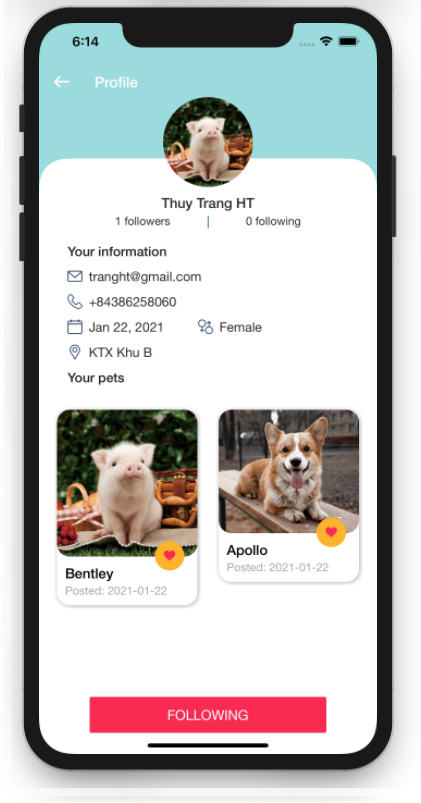 6:14
Profile
Thuy Trang HT
1 followers | 0 following
Your information
tranght@gmail.com
+84386258060
Jan 22, 2021 Female
KTX Khu B
Your pets
Bentley
Posted: 2021-01-22
Apollo
Posted: 2021-01-22
FOLLOWING